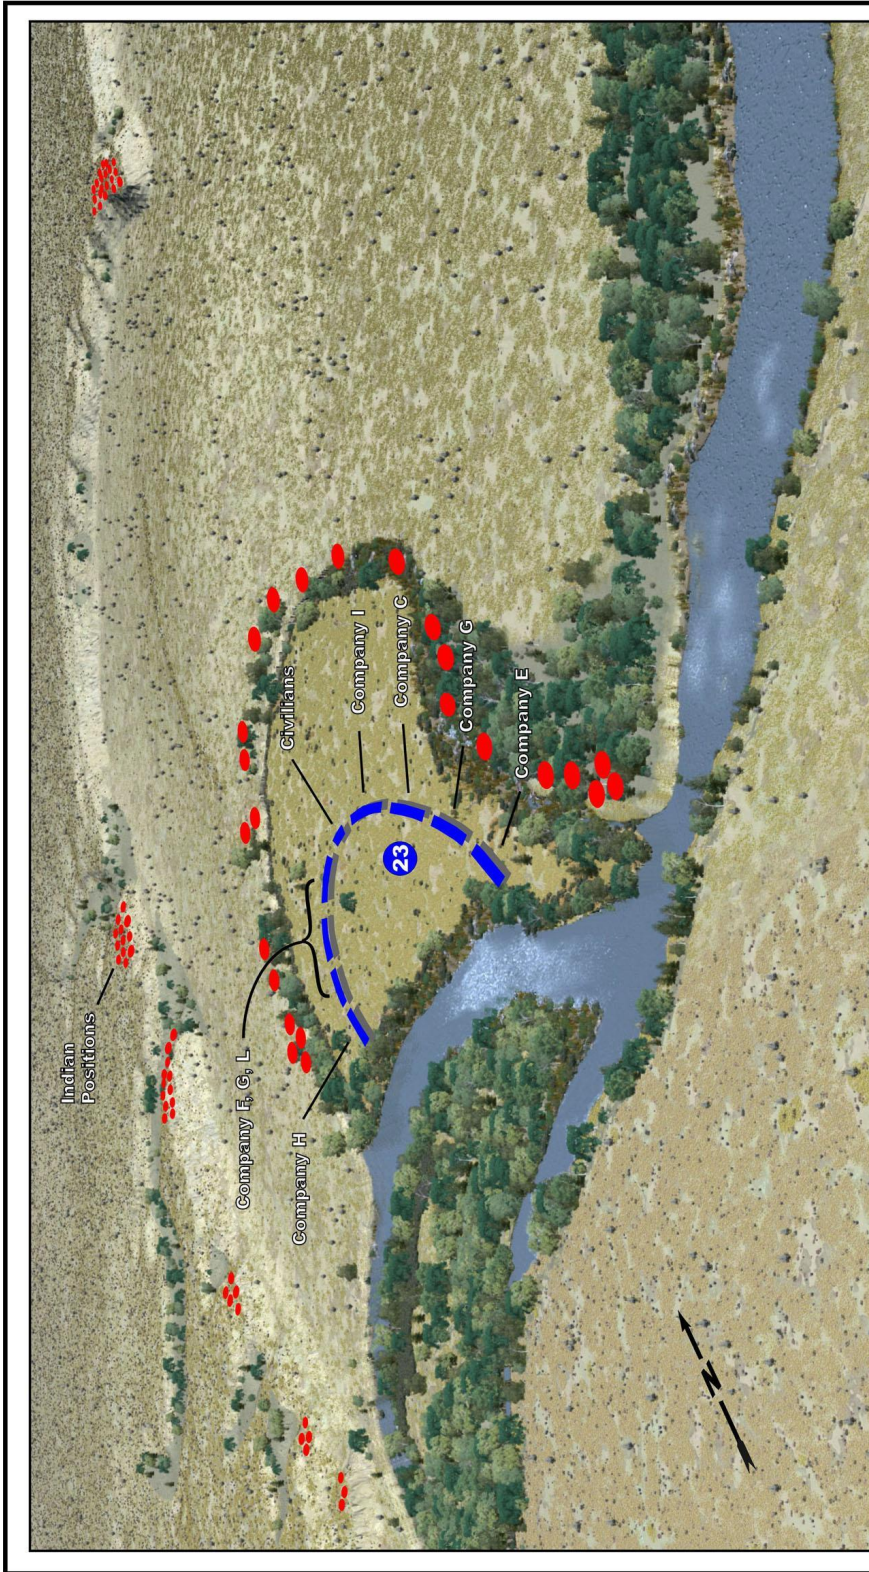 Indian
Positions
Company F, G, L
Company H
Civilians
Company I
Company C
Company G
Company E
23
N